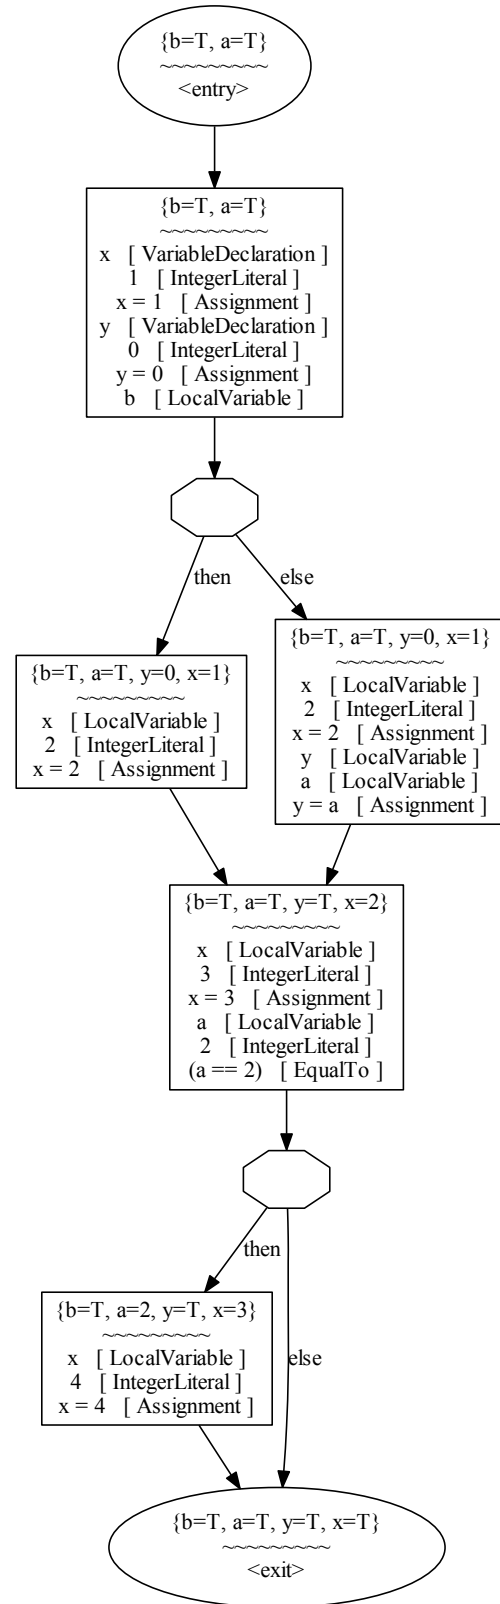 {b=T, a=T}
~~~~~~~~~
<entry>
{b=T, a=T}
~~~~~~~~~
x [ VariableDeclaration ]
1 [ IntegerLiteral ]
x = 1 [ Assignment ]
y [ VariableDeclaration ]
0 [ IntegerLiteral ]
y = 0 [ Assignment ]
b [ LocalVariable ]
then
else
{b=T, a=T, y=0, x=1}
~~~~~~~~~
x [ LocalVariable ]
2 [ IntegerLiteral ]
x = 2 [ Assignment ]
{b=T, a=T, y=0, x=1}
~~~~~~~~~
x [ LocalVariable ]
2 [ IntegerLiteral ]
x = 2 [ Assignment ]
y [ LocalVariable ]
a [ LocalVariable ]
y = a [ Assignment ]
{b=T, a=T, y=T, x=2}
~~~~~~~~~
x [ LocalVariable ]
3 [ IntegerLiteral ]
x = 3 [ Assignment ]
a [ LocalVariable ]
2 [ IntegerLiteral ]
(a == 2) [ EqualTo ]
then
else
{b=T, a=2, y=T, x=3}
~~~~~~~~~
x [ LocalVariable ]
4 [ IntegerLiteral ]
x = 4 [ Assignment ]
{b=T, a=T, y=T, x=T}
~~~~~~~~~
<exit>